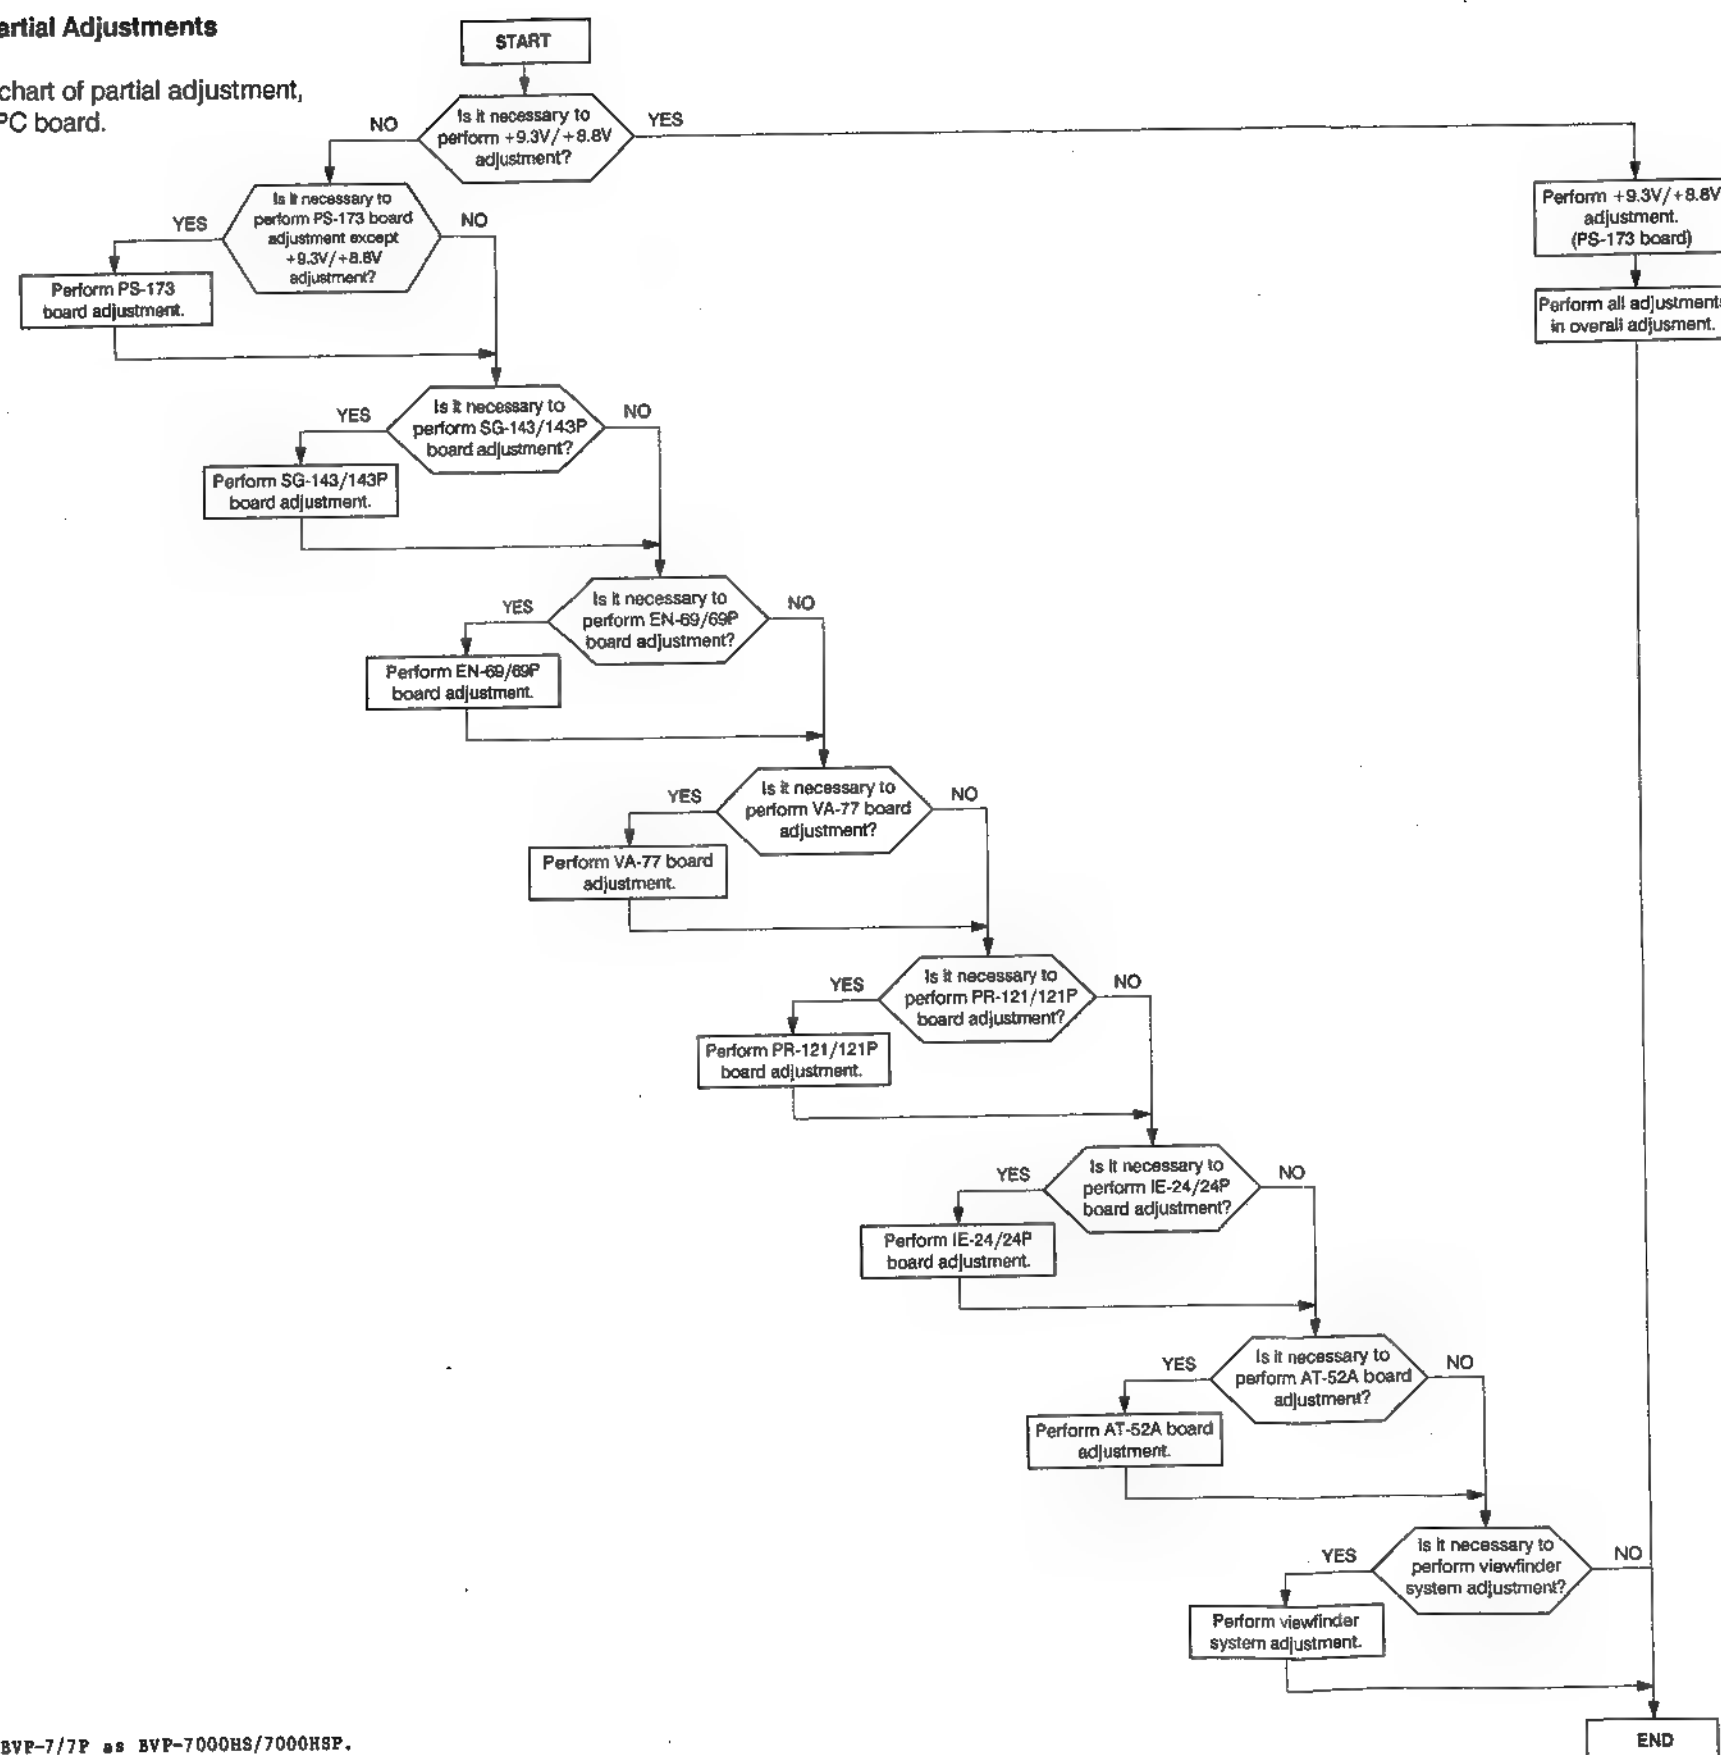 artial Adjustments
chart of partial adjustment,
PC board.
START
Is it necessary to
perform +9.3V/+8.8V
adjustment?
NO
YES
Is it necessary to
perform PS-173 board
adjustment except
+9.3V/+8.8V
adjustment?
YES
NO
Perform PS-173
board adjustment.
Perform +9.3V/+8.8V
adjustment.
(PS-173 board)
Perform all adjustments
in overall adjusment.
Is it necessary to
perform SG-143/143P
board adjustment?
YES
NO
Perform SG-143/143P
board adjustment.
Is it necessary to
perform EN-69/69P
board adjustment?
YES
NO
Perform EN-69/69P
board adjustment.
Is it necessary to
perform VA-77 board
adjustment?
YES
NO
Perform VA-77 board
adjustment.
Is it necessary to
perform PR-121/121P
board adjustment?
YES
NO
Perform PR-121/121P
board adjustment.
Is it necessary to
perform IE-24/24P
board adjustment?
YES
NO
Perform IE-24/24P
board adjustment.
Is it necessary to
perform AT-52A board
adjustment?
YES
NO
Perform AT-52A board
adjustment.
Is it necessary to
perform viewfinder
system adjustment?
YES
NO
Perform viewfinder
system adjustment.
END
BVP-7/7P as BVP-7000HS/7000HSP.